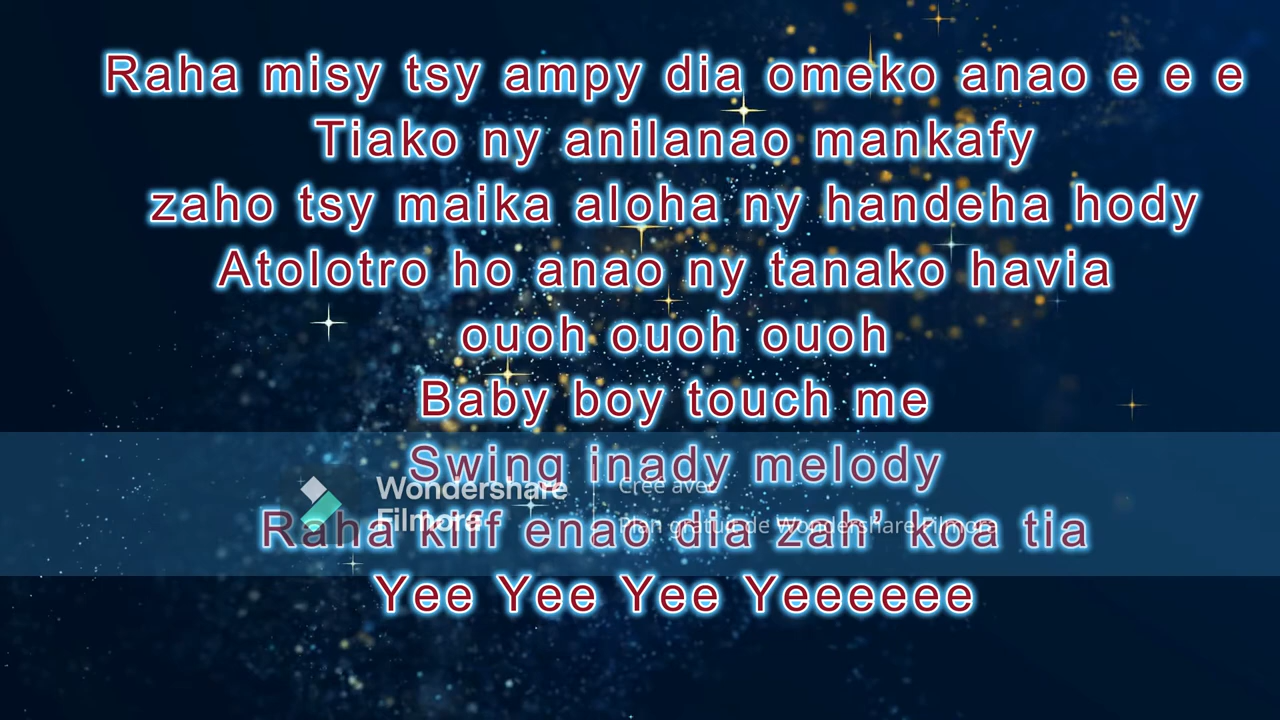 Raha misy tsy ampy dia omeko anao e e e
Tiako ny anilanao mankafy
zaho tsy maika aloha ny handeha hody
Atolotro ho anao ny tanako havia
ouoh ouoh ouoh
Baby boy touch me
Swing inady melody
Wondershare
Filmora
Créé avec
Plan gratuit de Wondershare Filmora
Raha kiff enao dia zah’ koa tia
Yee Yee Yee Yeeeeee